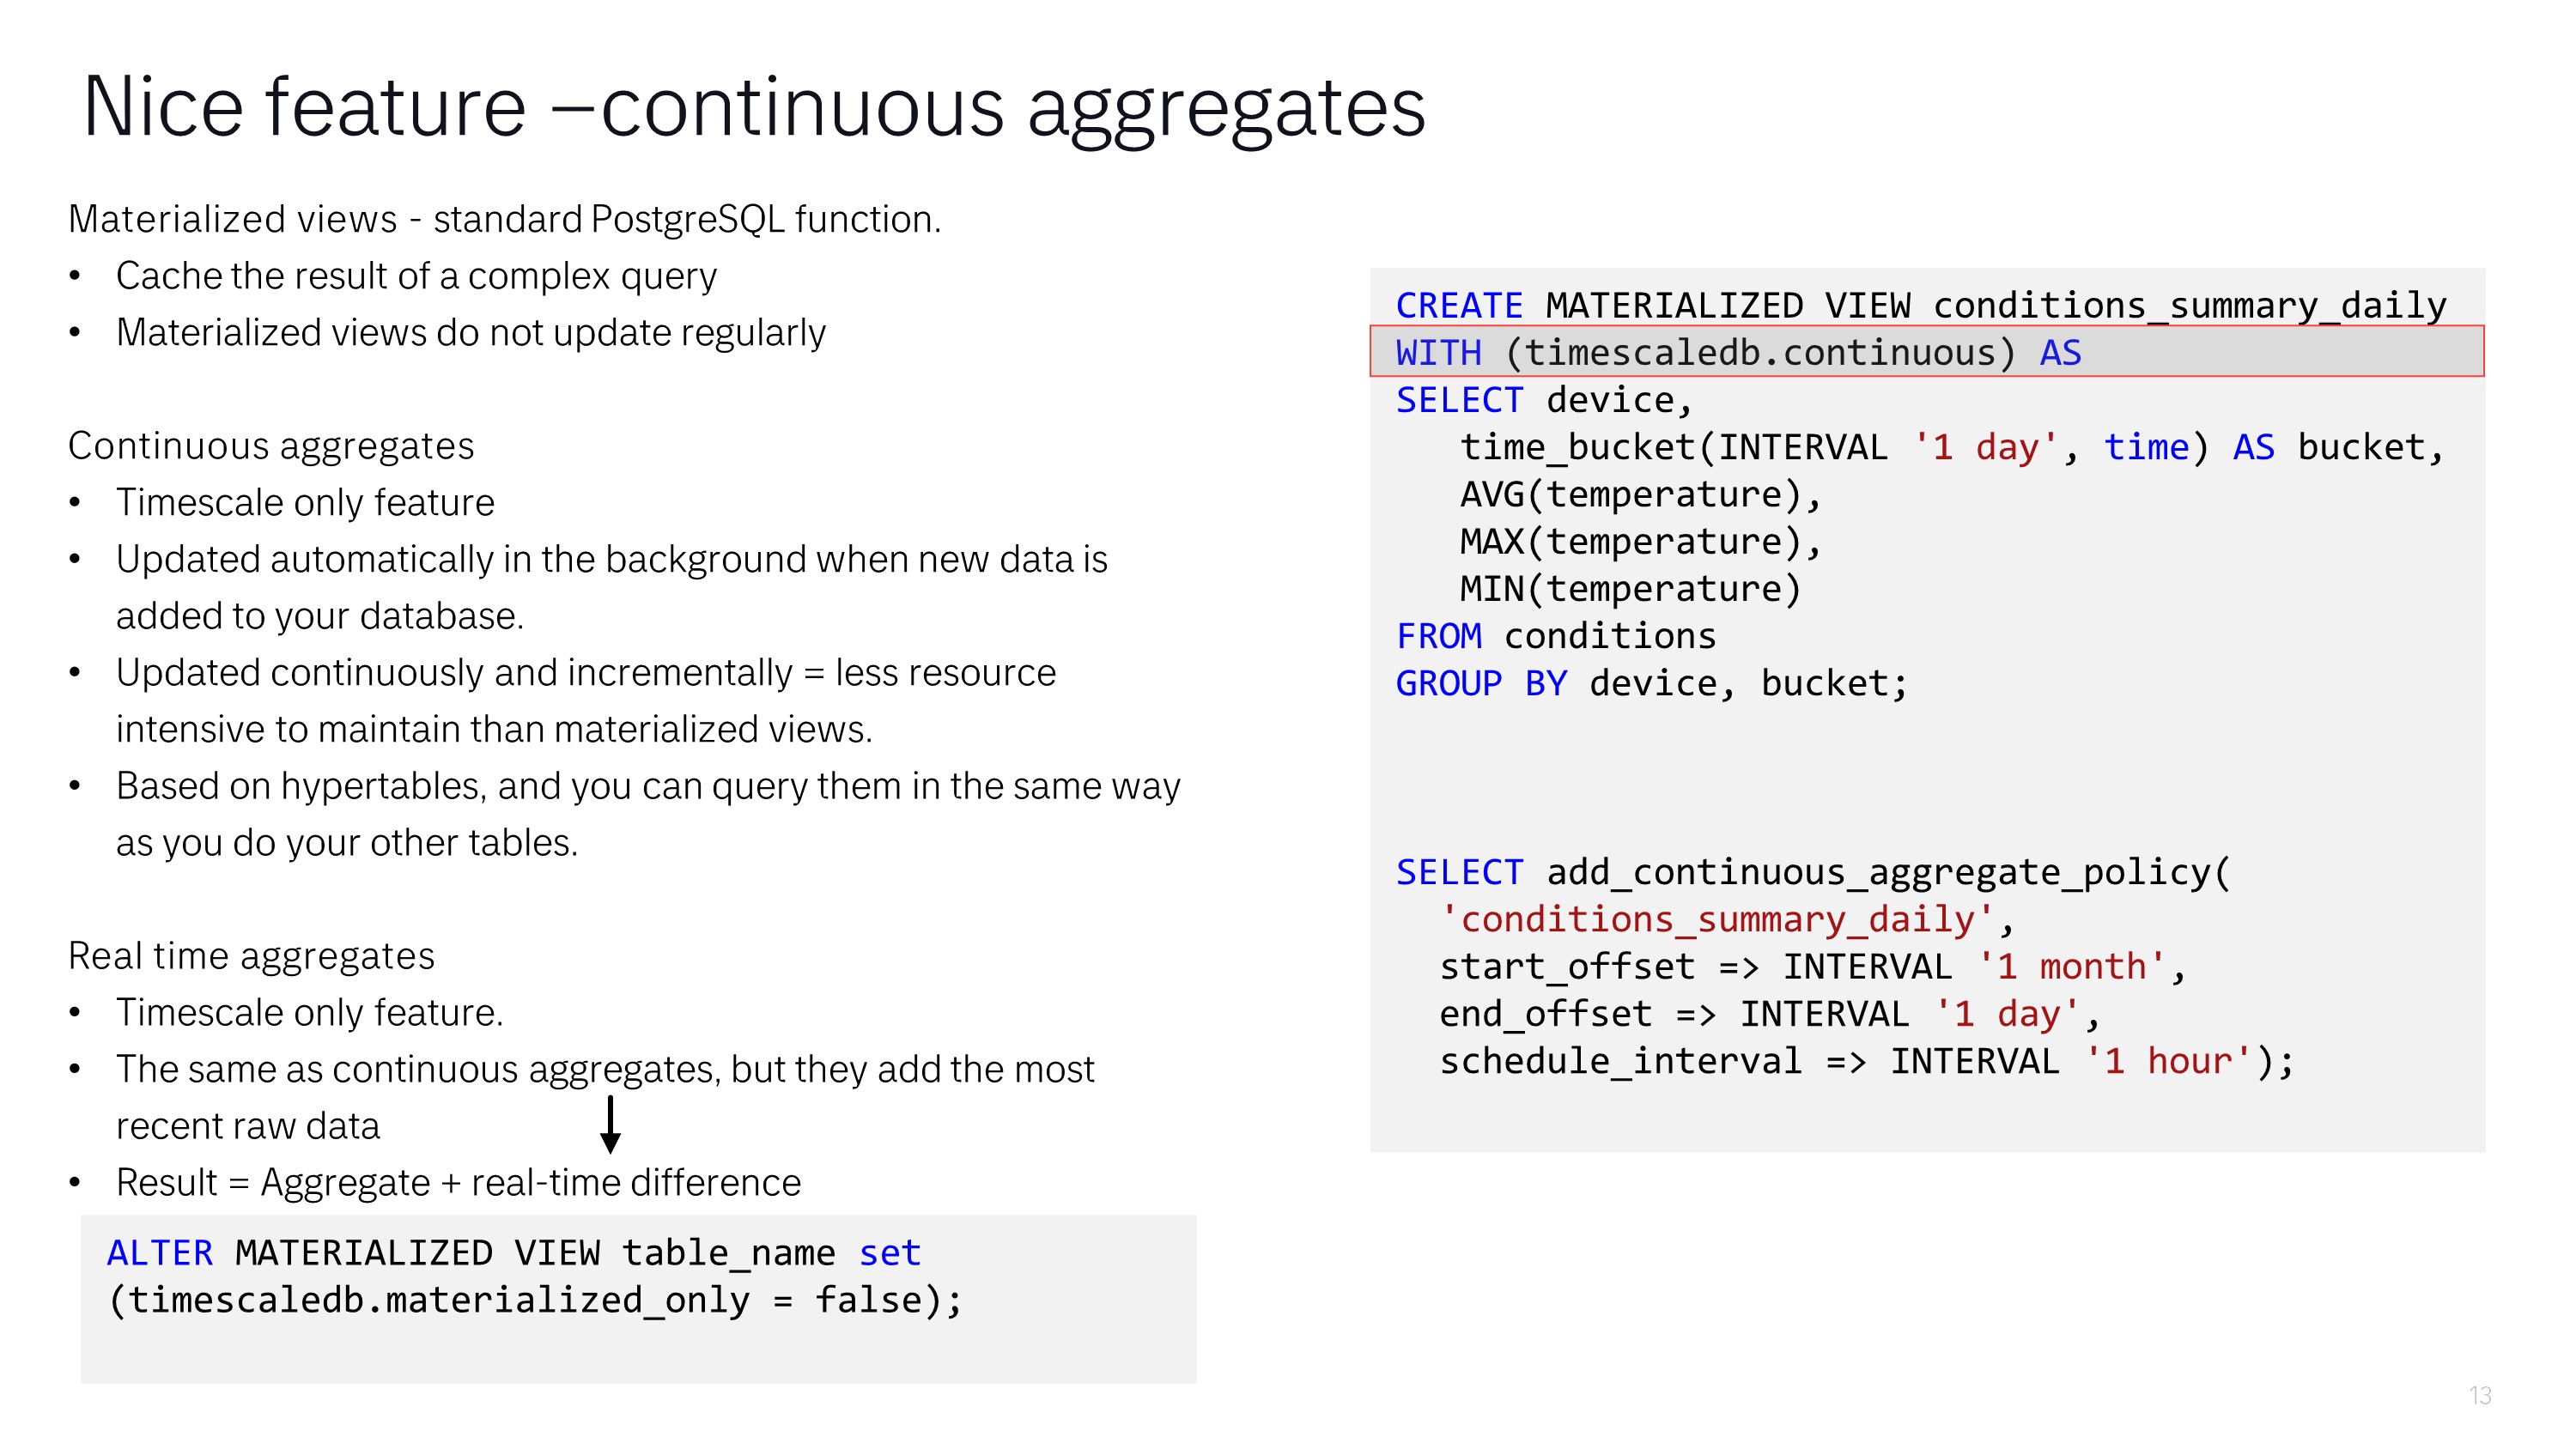 Nice feature –continuous aggregates
Materialized views - standard PostgreSQL function.
• Cache the result of a complex query
• Materialized views do not update regularly
Continuous aggregates
• Timescale only feature
• Updated automatically in the background when new data is
added to your database.
• Updated continuously and incrementally = less resource
intensive to maintain than materialized views.
• Based on hypertables, and you can query them in the same way
as you do your other tables.
Real time aggregates
• Timescale only feature.
• The same as continuous aggregates, but they add the most
recent raw data
• Result = Aggregate + real-time difference
ALTER MATERIALIZED VIEW table_name set
(timescaledb.materialized_only = false);
CREATE MATERIALIZED VIEW conditions_summary_daily
WITH (timescaledb.continuous) AS
SELECT device,
time_bucket(INTERVAL '1 day', time) AS bucket,
AVG(temperature),
MAX(temperature),
MIN(temperature)
FROM conditions
GROUP BY device, bucket;
SELECT add_continuous_aggregate_policy(
'conditions_summary_daily',
start_offset => INTERVAL '1 month',
end_offset => INTERVAL '1 day',
schedule_interval => INTERVAL '1 hour');
13